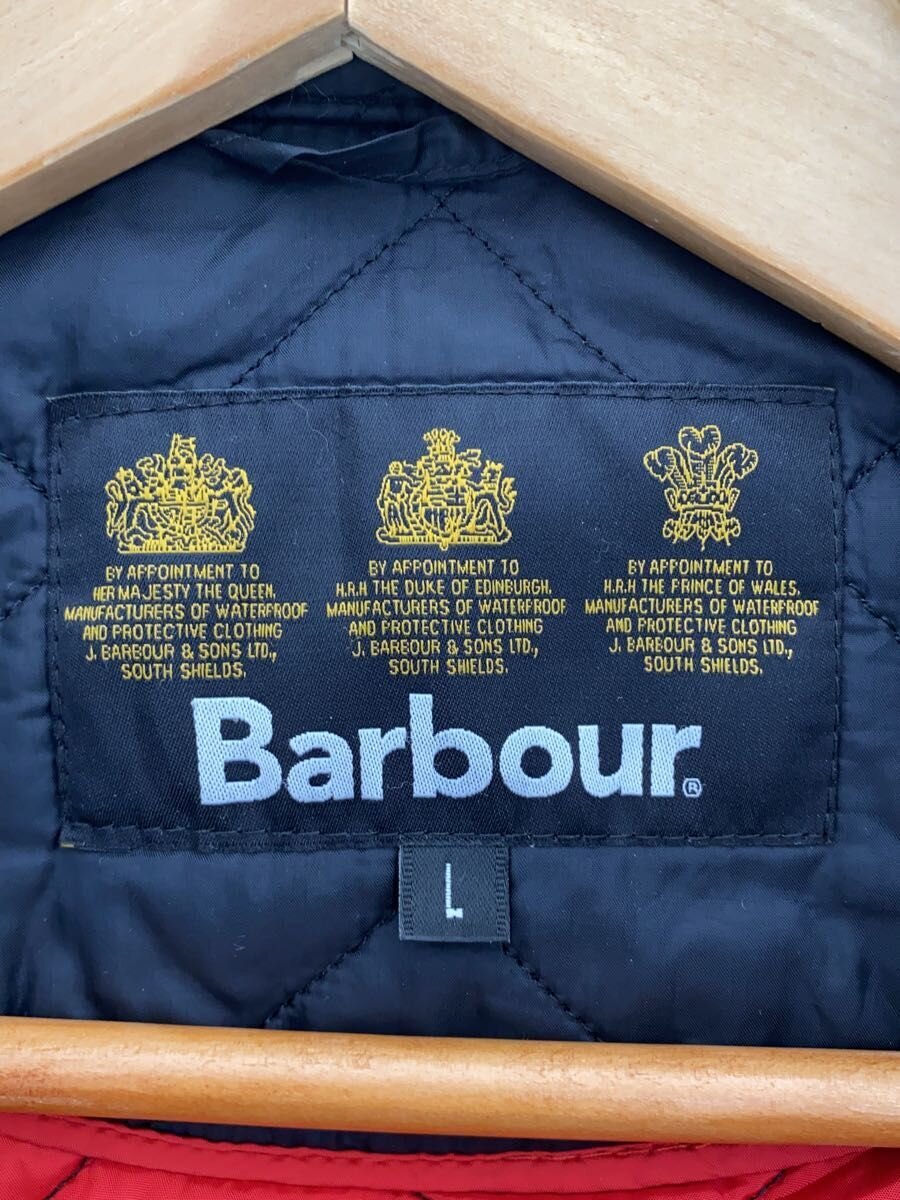 BY APPOINTMENT TO
HER MAJESTY THE QUEEN,
MANUFACTURERS OF WATERPROOF
AND PROTECTIVE CLOTHING
J. BARBOUR & SONS LTD.,
SOUTH SHIELDS.
BY APPOINTMENT TO
H.R.H THE DUKE OF EDINBURGH,
MANUFACTURERS OF WATERPROOF
AND PROTECTIVE CLOTHING
J. BARBOUR & SONS LTD.,
SOUTH SHIELDS.
BY APPOINTMENT TO
H.R.H THE PRINCE OF WALES,
MANUFACTURERS OF WATERPROOF
AND PROTECTIVE CLOTHING
J. BARBOUR & SONS LTD.,
SOUTH SHIELDS.
Barbour®
L